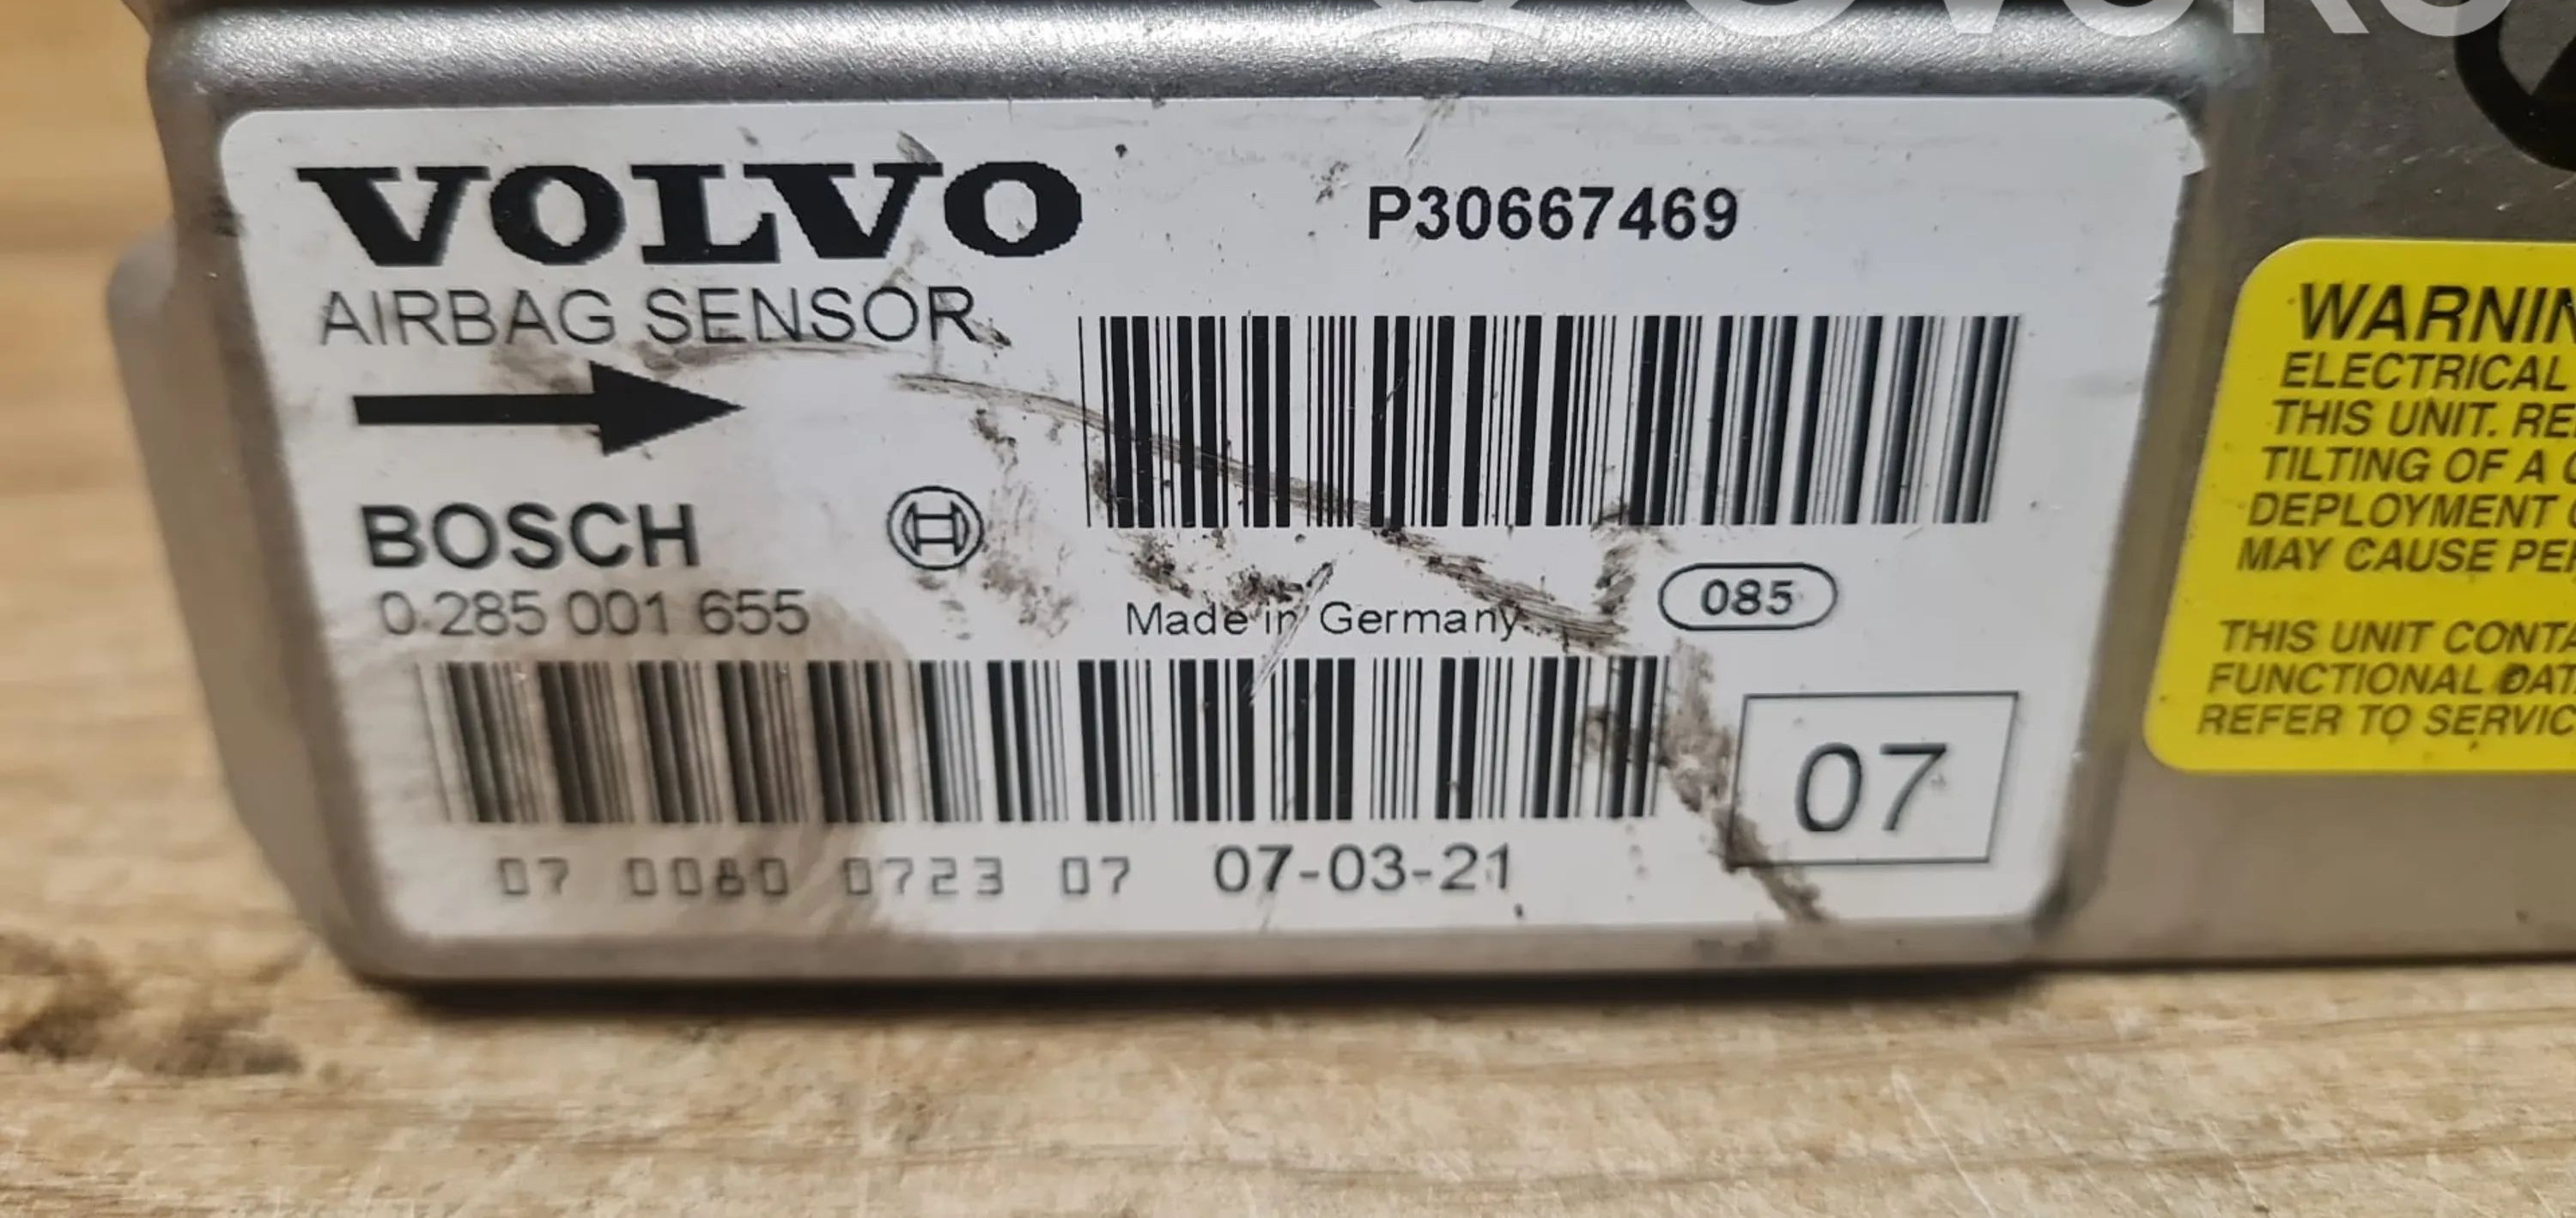 VOLVO
P30667469
AIRBAG SENSOR
BOSCH
0 285 001 655
Made in Germany
085
07
07 0080 0723 07 07-03-21
WARNIN
ELECTRICAL
THIS UNIT. RE
TILTING OF A
DEPLOYMENT
MAY CAUSE PE
THIS UNIT CONTA
FUNCTIONAL DAT
REFER TO SERVIC